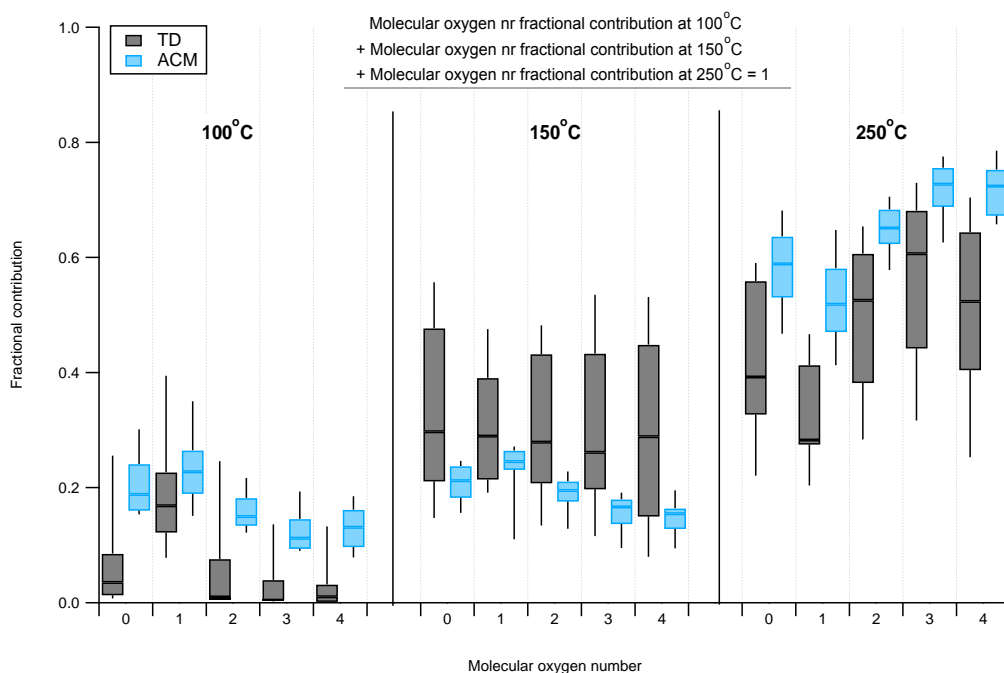 1.0
0.8
0.6
0.4
0.2
0.0
Fractional contribution
TD
ACM
Molecular oxygen nr fractional contribution at 100°C
+ Molecular oxygen nr fractional contribution at 150°C
+ Molecular oxygen nr fractional contribution at 250°C = 1
100°C
150°C
250°C
0 1 2 3 4
0 1 2 3 4
0 1 2 3 4
Molecular oxygen number